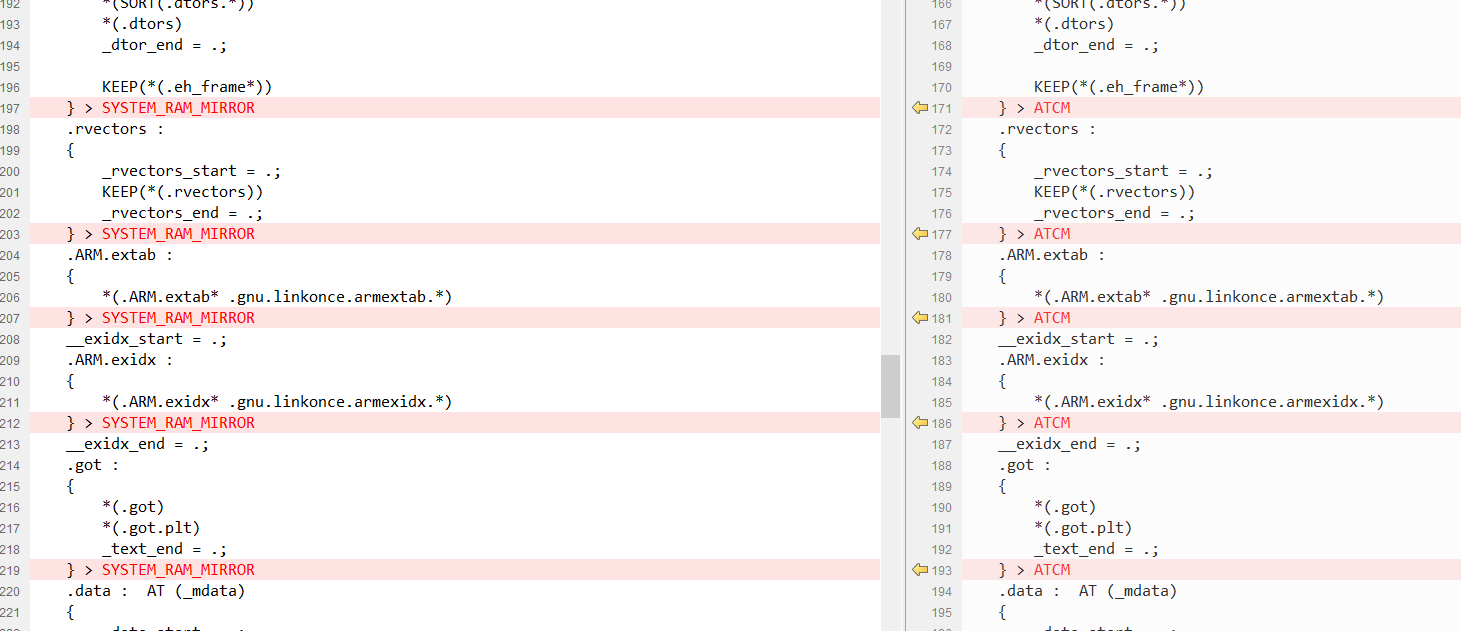 192 *(SORT(.dtors.*))
193 *(.dtors)
194 _dtor_end = .;
195
196 KEEP(*(.eh_frame*))
197 } > SYSTEM_RAM_MIRROR
198 .rvectors :
199 {
200 _rvectors_start = .;
201 KEEP(*(.rvectors))
202 _rvectors_end = .;
203 } > SYSTEM_RAM_MIRROR
204 .ARM.extab :
205 {
206 *(.ARM.extab* .gnu.linkonce.armextab.*)
207 } > SYSTEM_RAM_MIRROR
208 __exidx_start = .;
209 .ARM.exidx :
210 {
211 *(.ARM.exidx* .gnu.linkonce.armexidx.*)
212 } > SYSTEM_RAM_MIRROR
213 __exidx_end = .;
214 .got :
215 {
216 *(.got)
217 *(.got.plt)
218 _text_end = .;
219 } > SYSTEM_RAM_MIRROR
220 .data : AT (_mdata)
221 {
166 *(SORT(.dtors.*))
167 *(.dtors)
168 _dtor_end = .;
169
170 KEEP(*(.eh_frame*))
171 } > ATCM
172 .rvectors :
173 {
174 _rvectors_start = .;
175 KEEP(*(.rvectors))
176 _rvectors_end = .;
177 } > ATCM
178 .ARM.extab :
179 {
180 *(.ARM.extab* .gnu.linkonce.armextab.*)
181 } > ATCM
182 __exidx_start = .;
183 .ARM.exidx :
184 {
185 *(.ARM.exidx* .gnu.linkonce.armexidx.*)
186 } > ATCM
187 __exidx_end = .;
188 .got :
189 {
190 *(.got)
191 *(.got.plt)
192 _text_end = .;
193 } > ATCM
194 .data : AT (_mdata)
195 {